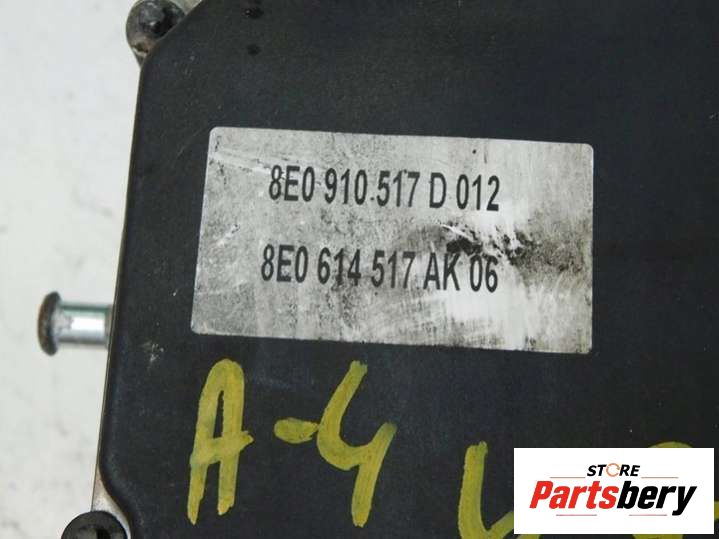 8E0 910 517 D 012
8E0 614 517 AK 06
A-4
STORE
Partsbery